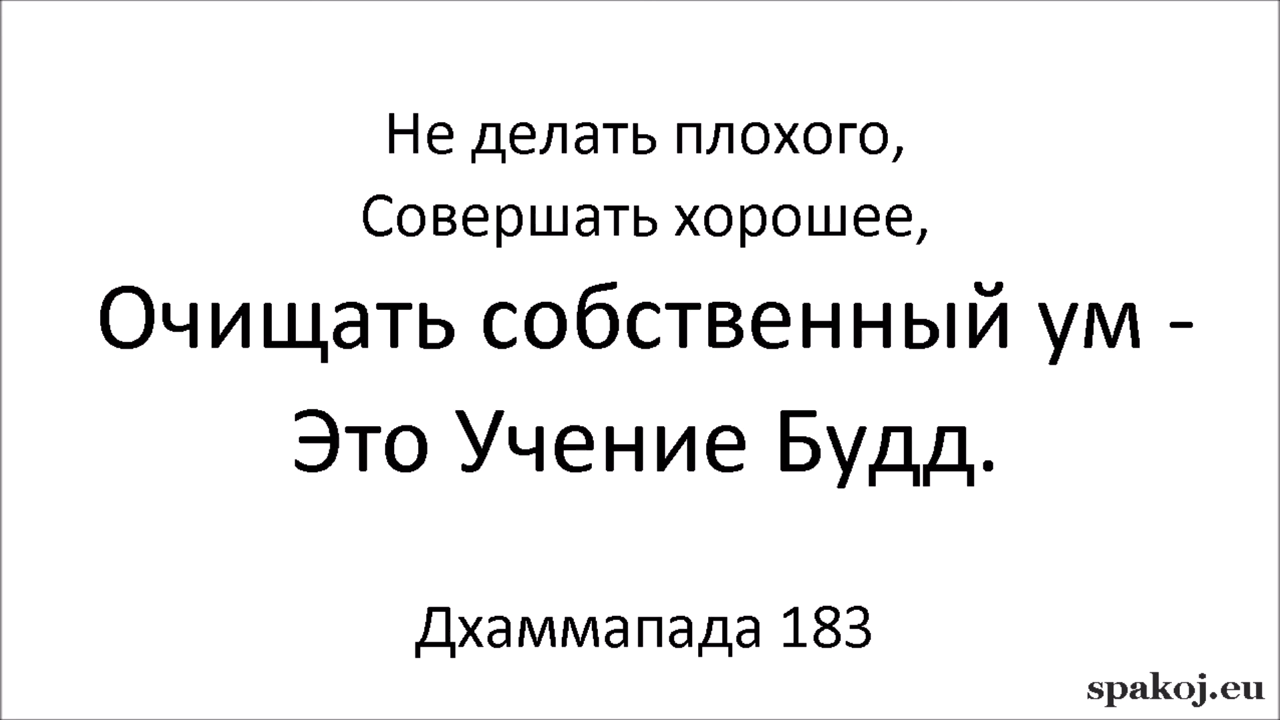 Не делать плохого,
Совершать хорошее,
Очищать собственный ум -
Это Учение Будд.
Дхаммапада 183
spakoj.eu